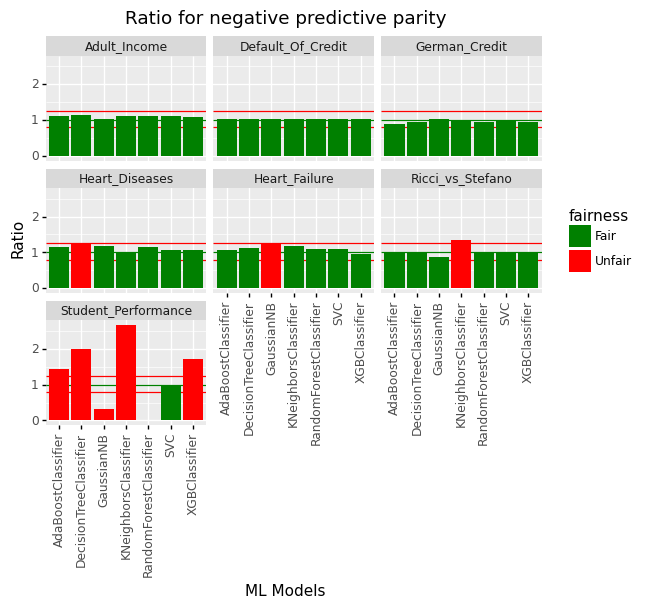 Ratio for negative predictive parity
Adult_Income
Default_Of_Credit
German_Credit
2
1
0
Heart_Diseases
Heart_Failure
Ricci_vs_Stefano
2
1
0
Student_Performance
2
1
0
Ratio
fairness
Fair
Unfair
AdaBoostClassifier
DecisionTreeClassifier
GaussianNB
KNeighborsClassifier
RandomForestClassifier
SVC
XGBClassifier
AdaBoostClassifier
DecisionTreeClassifier
GaussianNB
KNeighborsClassifier
RandomForestClassifier
SVC
XGBClassifier
AdaBoostClassifier
DecisionTreeClassifier
GaussianNB
KNeighborsClassifier
RandomForestClassifier
SVC
XGBClassifier
ML Models